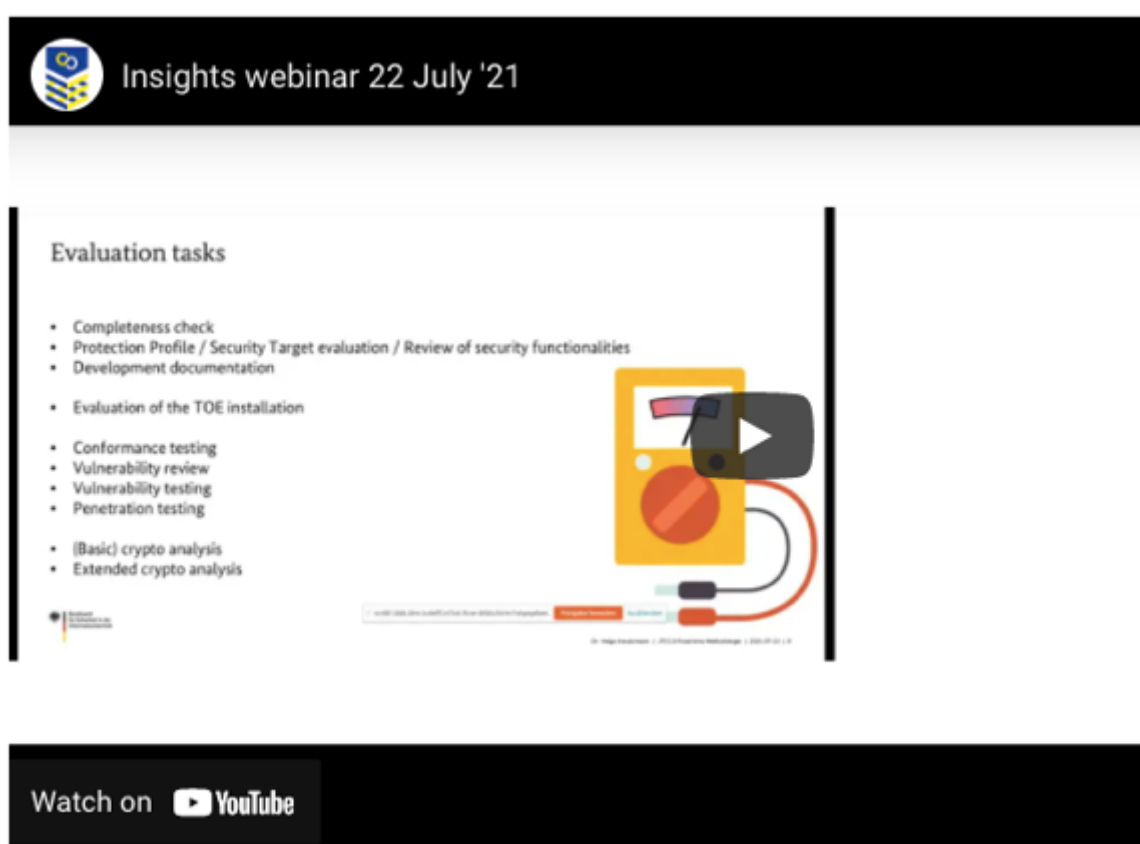 Insights webinar 22 July '21
Evaluation tasks
• Completeness check
• Protection Profile / Security Target evaluation / Review of security functionalities
• Development documentation
• Evaluation of the TOE installation
• Conformance testing
• Vulnerability review
• Vulnerability testing
• Penetration testing
• (Basic) crypto analysis
• Extended crypto analysis
Watch on YouTube